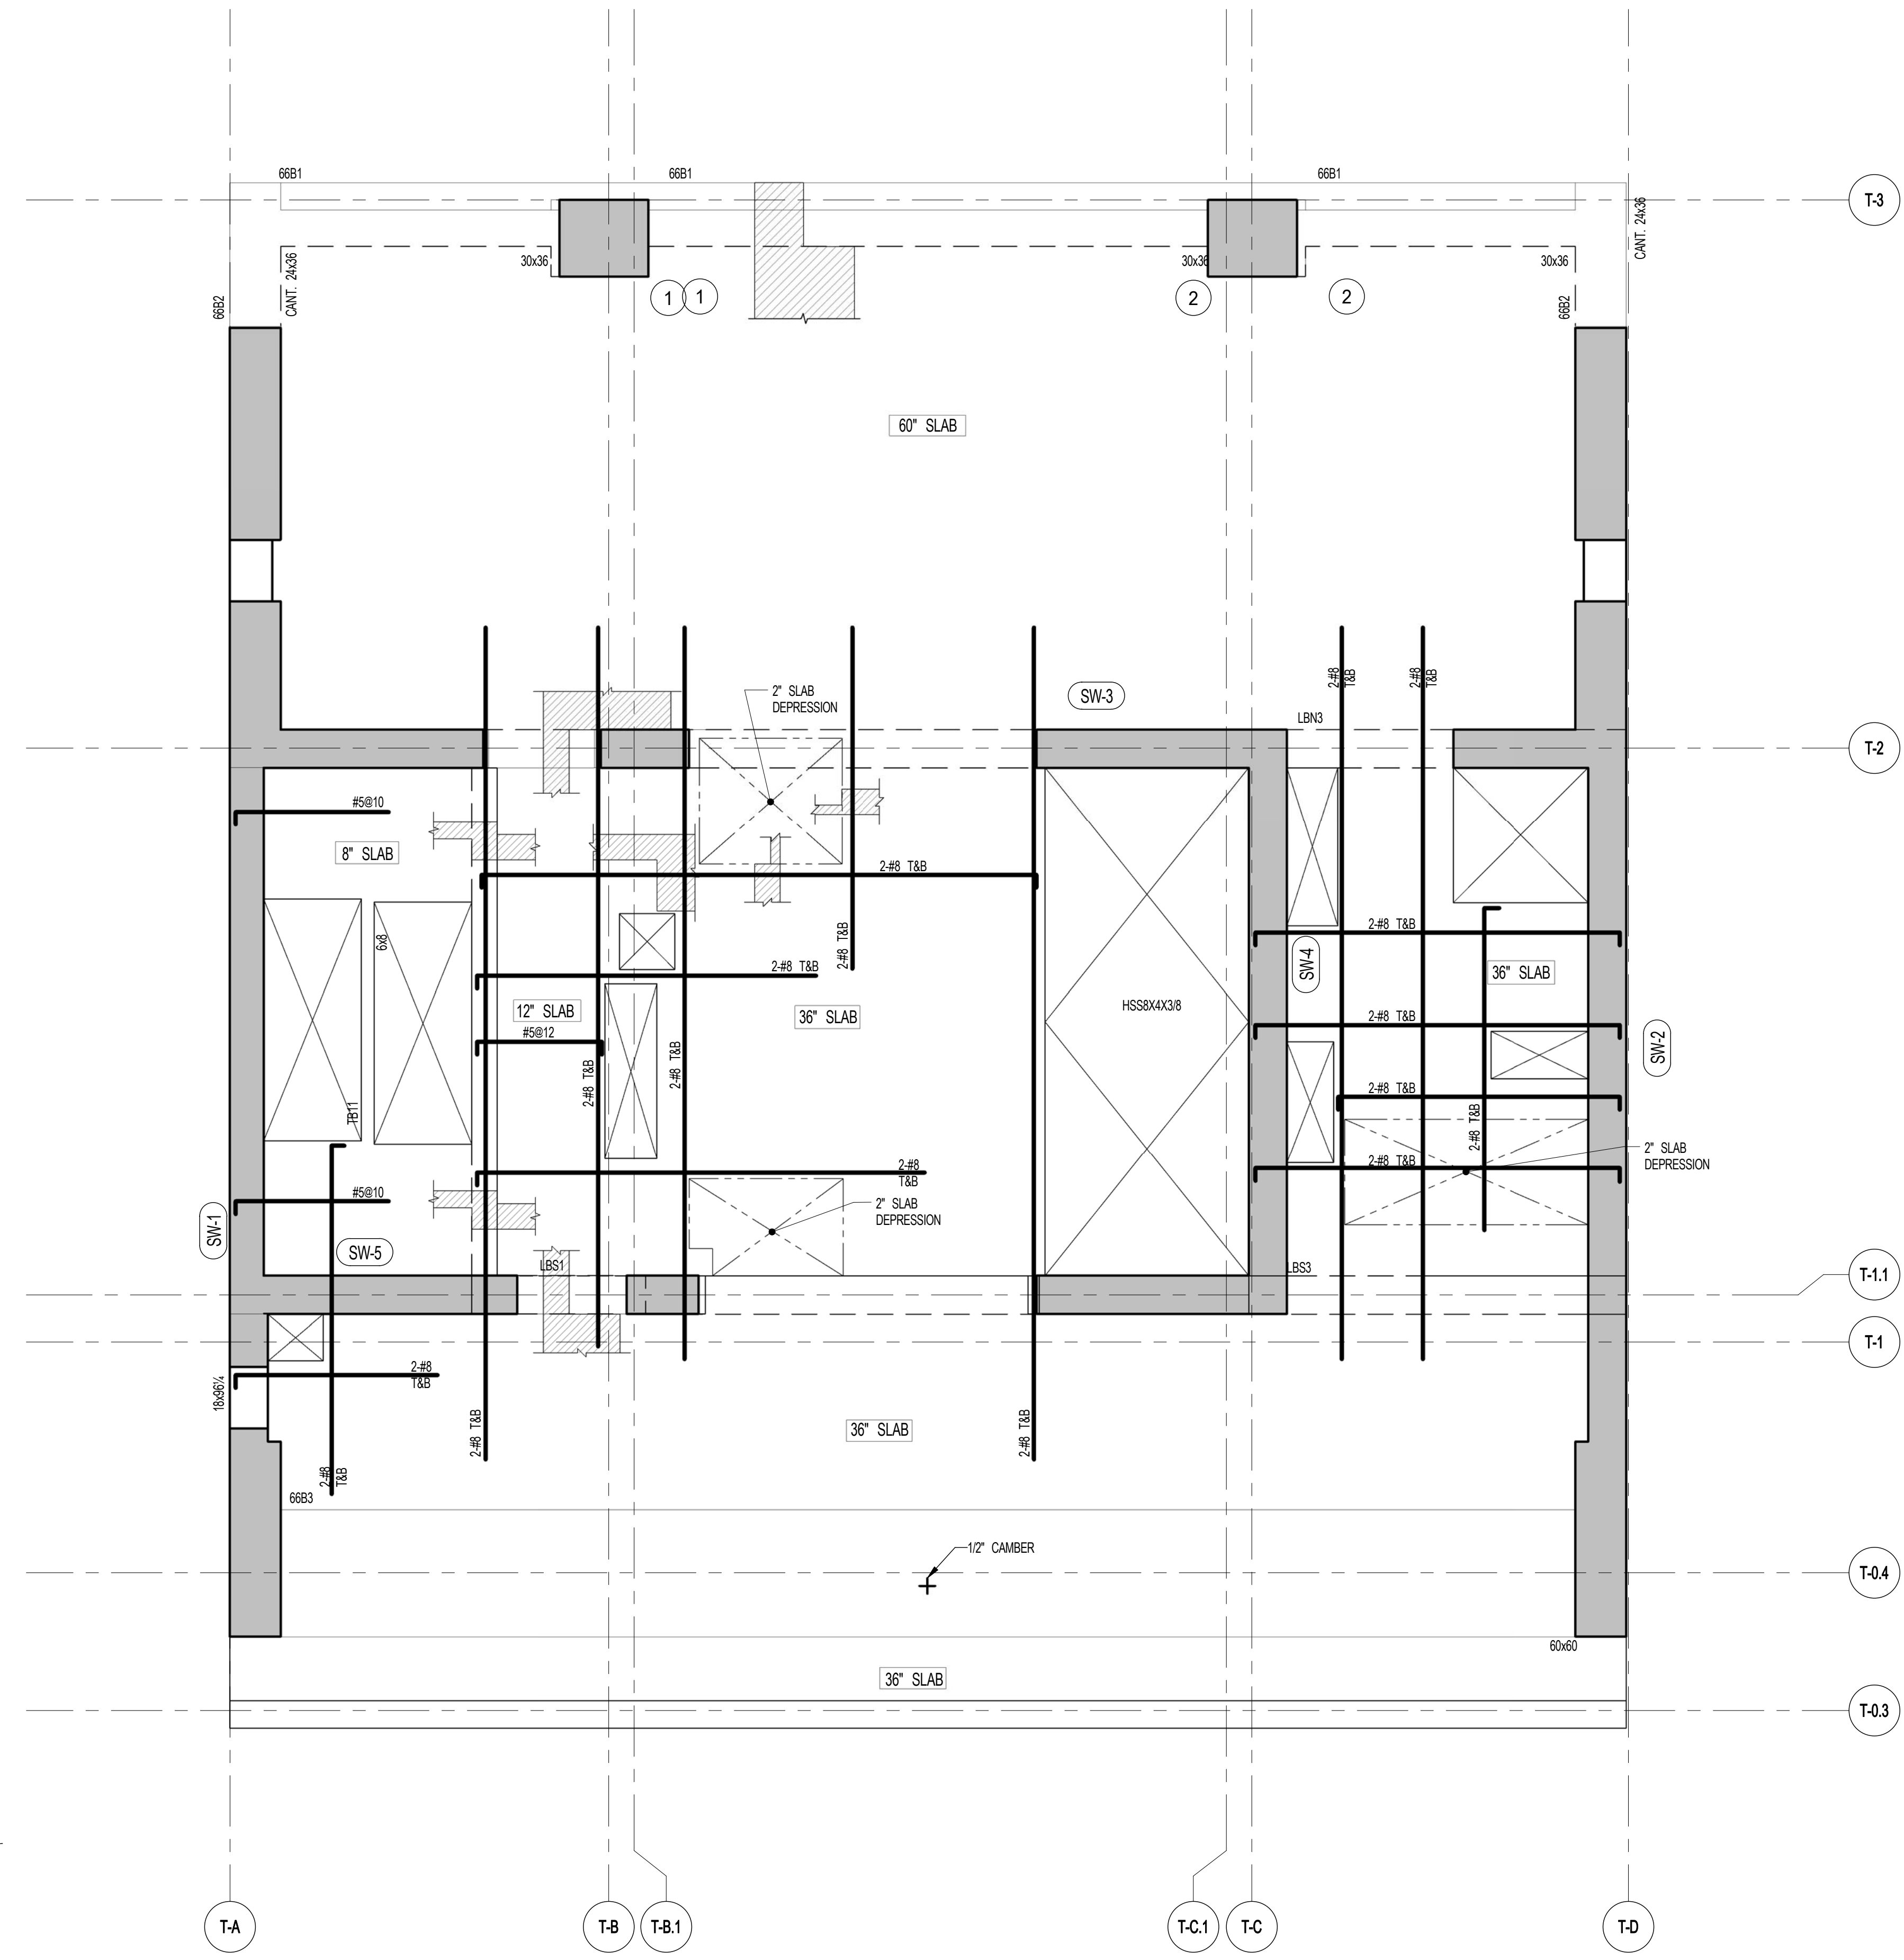 66B1
66B1
66B1
T-3
CANT. 24x36
30x36
30x36
30x36
CANT. 24x36
66B2
66B2
1
1
2
2
60" SLAB
2" SLAB
DEPRESSION
SW-3
2-#8
T&B
2-#8
T&B
LBN3
T-2
#5@10
8" SLAB
2-#8 T&B
6x8
2-#8 T&B
2-#8 T&B
2-#8 T&B
SW-4
36" SLAB
12" SLAB
36" SLAB
HSS8X4X3/8
#5@12
2-#8 T&B
SW-2
2-#8 T&B
2-#8 T&B
2-#8 T&B
TB11
2-#8 T&B
2-#8 T&B
2" SLAB
DEPRESSION
2-#8
T&B
#5@10
2" SLAB
DEPRESSION
SW-1
SW-5
LBS1
LBS3
T-1.1
T-1
2-#8
T&B
18x96¼
2-#8 T&B
36" SLAB
2-#8 T&B
2-#8
T&B
66B3
1/2" CAMBER
T-0.4
60x60
36" SLAB
T-0.3
T-A
T-B
T-B.1
T-C.1
T-C
T-D